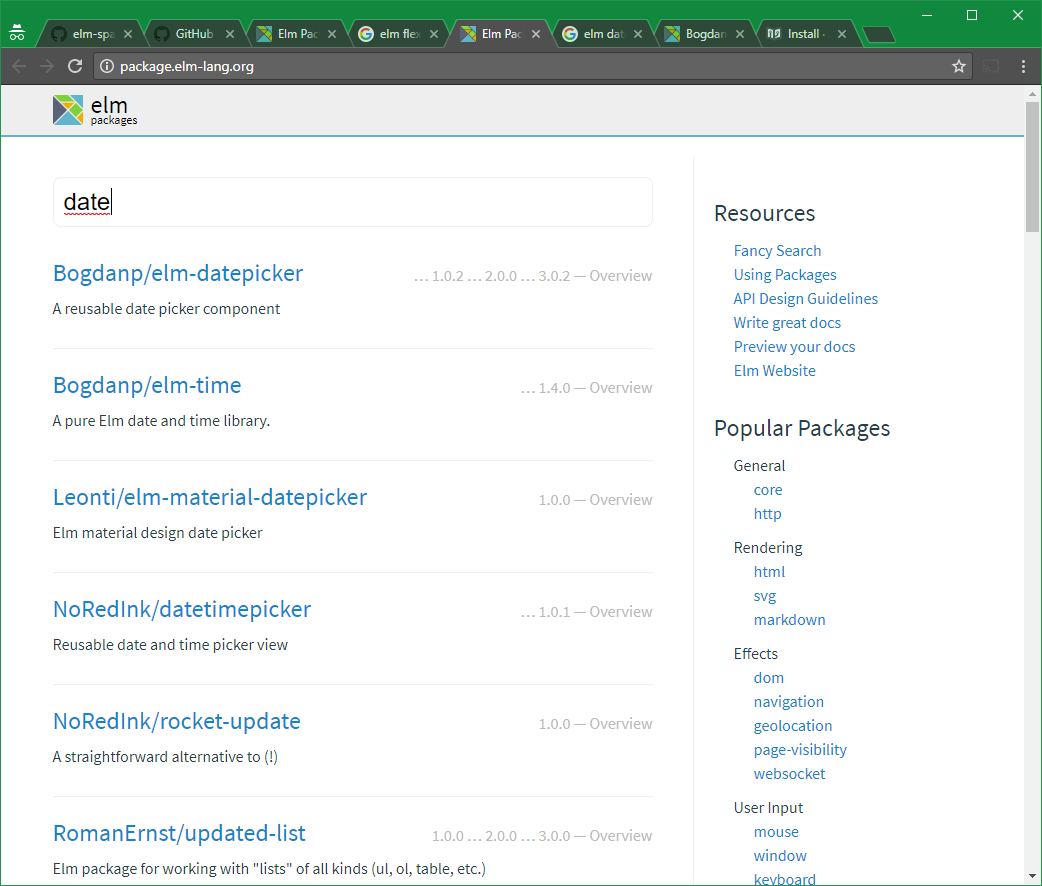 elm-spa
GitHub
Elm Pac
elm flex
Elm Pac
elm dat
Bogdan
Install
package.elm-lang.org
elm
packages
date
Bogdanp/elm-datepicker
… 1.0.2 … 2.0.0 … 3.0.2 — Overview
A reusable date picker component
Bogdanp/elm-time
… 1.4.0 — Overview
A pure Elm date and time library.
Leonti/elm-material-datepicker
1.0.0 — Overview
Elm material design date picker
NoRedInk/datetimepicker
… 1.0.1 — Overview
Reusable date and time picker view
NoRedInk/rocket-update
1.0.0 — Overview
A straightforward alternative to (!)
RomanErnst/updated-list
1.0.0 … 2.0.0 … 3.0.0 — Overview
Elm package for working with "lists" of all kinds (ul, ol, table, etc.)
Resources
Fancy Search
Using Packages
API Design Guidelines
Write great docs
Preview your docs
Elm Website
Popular Packages
General
core
http
Rendering
html
svg
markdown
Effects
dom
navigation
geolocation
page-visibility
websocket
User Input
mouse
window
keyboard